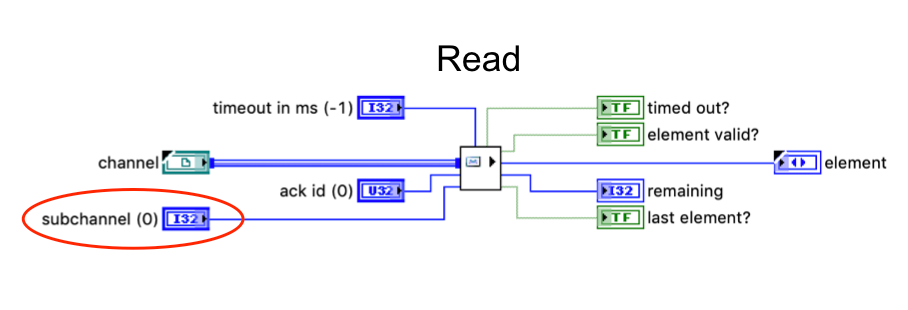 Read
timeout in ms (-1) I32 TF timed out?
TF element valid?
channel element
ack id (0) U32 I32 remaining
subchannel (0) I32 TF last element?